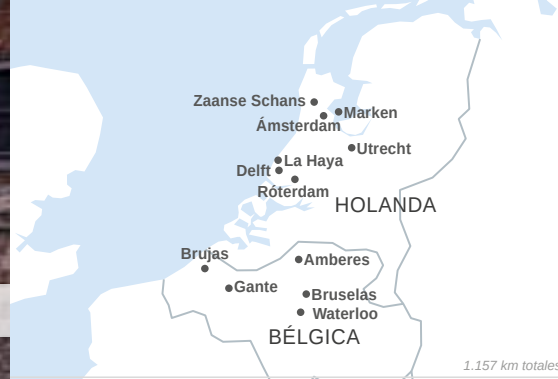 Zaanse Schans
Marken
Ámsterdam
Utrecht
La Haya
Delft
Róterdam
HOLANDA
Brujas
Amberes
Gante
Bruselas
Waterloo
BÉLGICA
1.157 km totales